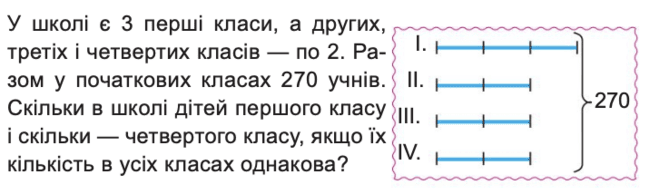 У школі є 3 перші класи, а других,
третіх і четвертих класів — по 2. Ра-
зом у початкових класах 270 учнів.
Скільки в школі дітей першого класу
і скільки — четвертого класу, якщо їх
кількість в усіх класах однакова?
I.
II.
III.
IV.
270